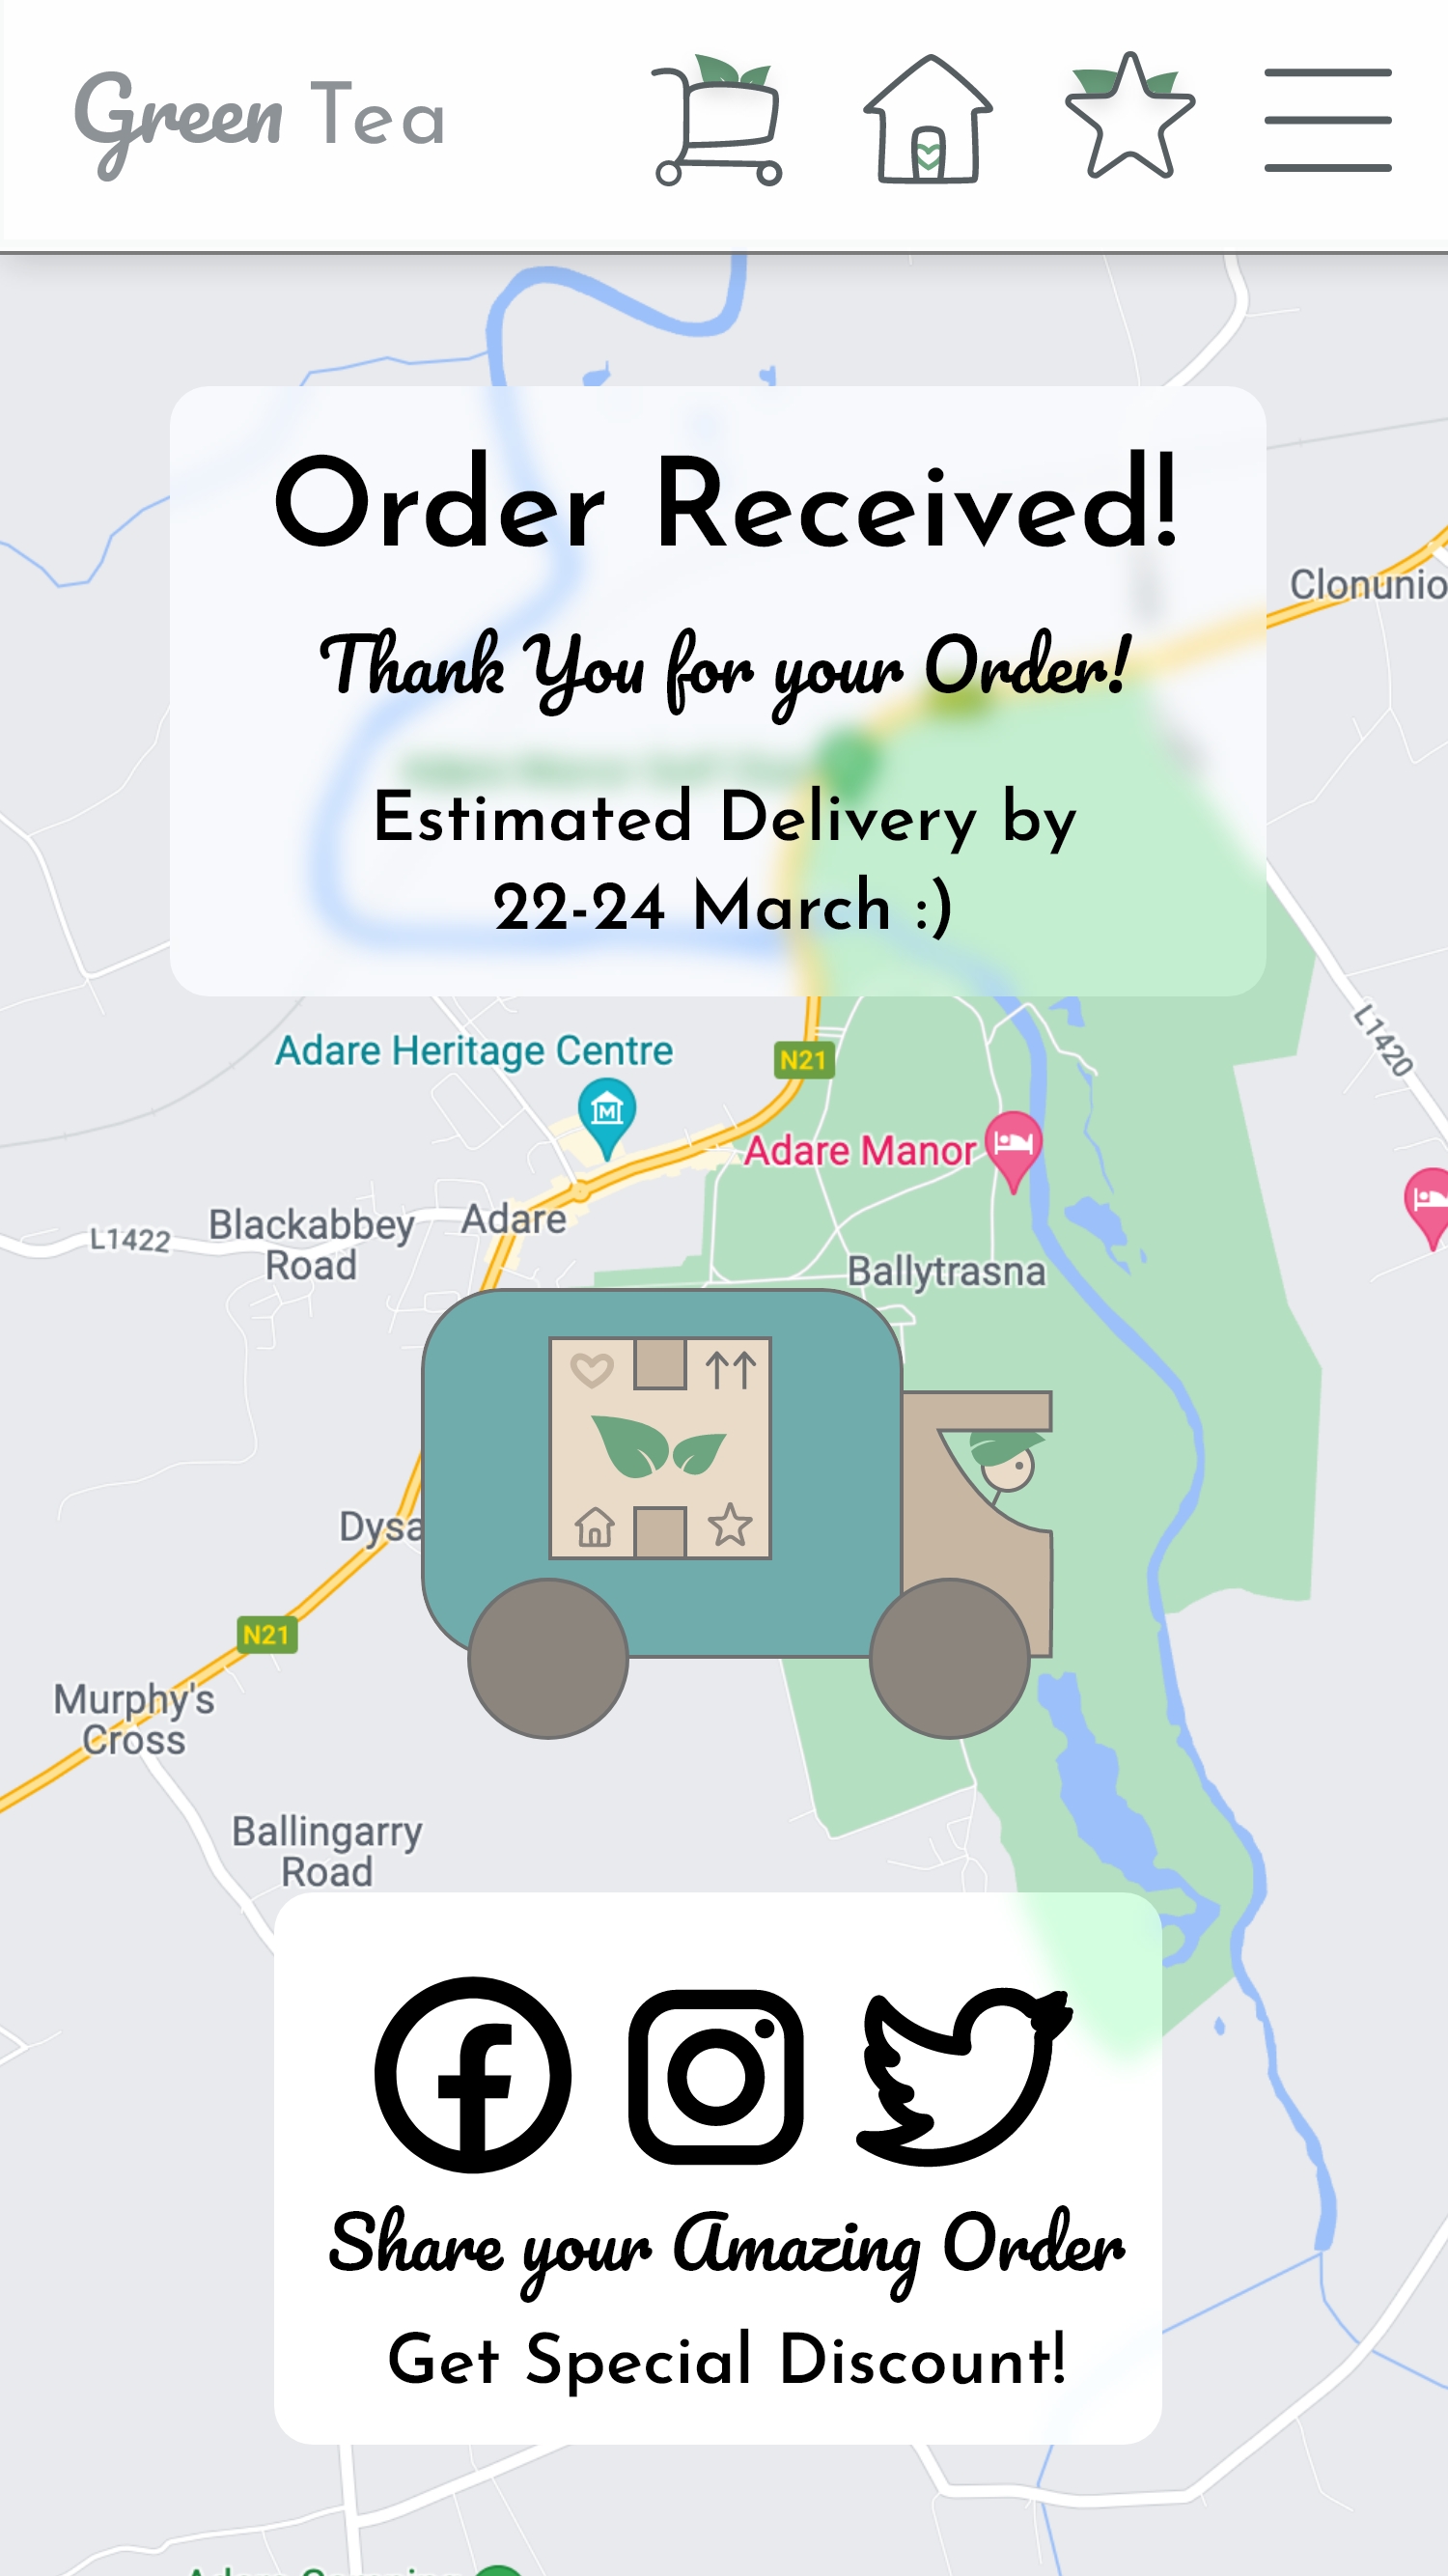 Green Tea
Order Received!
Thank You for your Order!
Estimated Delivery by
22-24 March :)
Clonunio
L1420
Adare Heritage Centre
N21
M
Adare Manor
Blackabbey
Road
Adare
L1422
Ballytrasna
Dysa
N21
Murphy's
Cross
Ballingarry
Road
Share your Amazing Order
Get Special Discount!